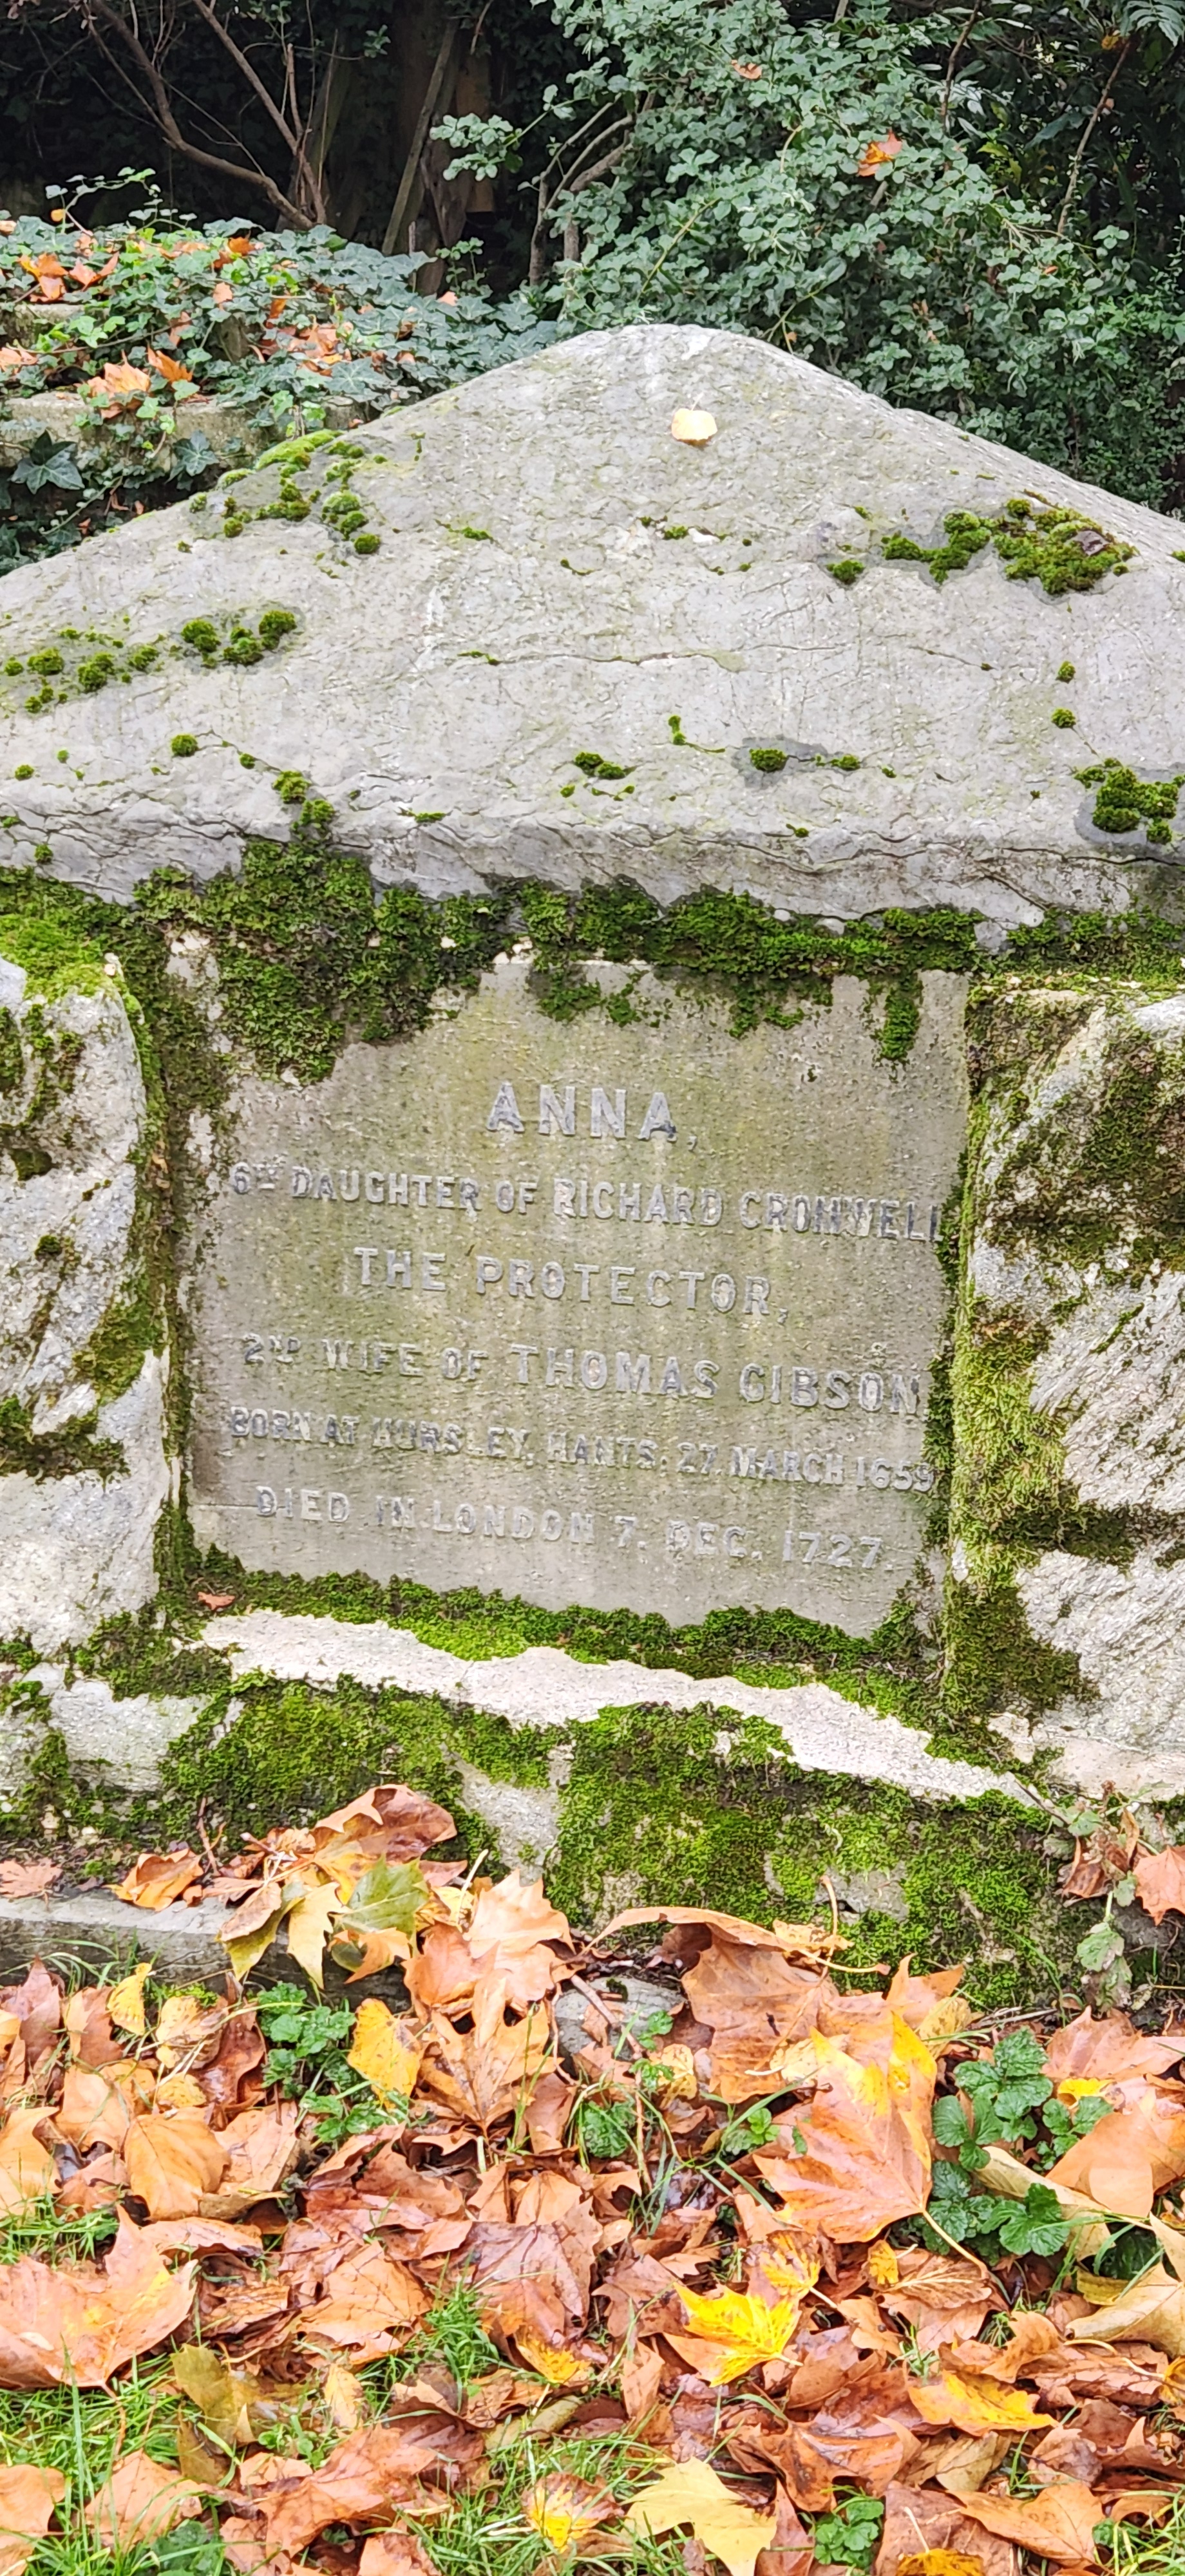 ANNA,
6TH DAUGHTER OF RICHARD CROMWELL
THE PROTECTOR,
2ND WIFE OF THOMAS GIBSON
BORN AT HURSLEY, HANTS: 27. MARCH 1659
DIED IN LONDON 7. DEC. 1727.